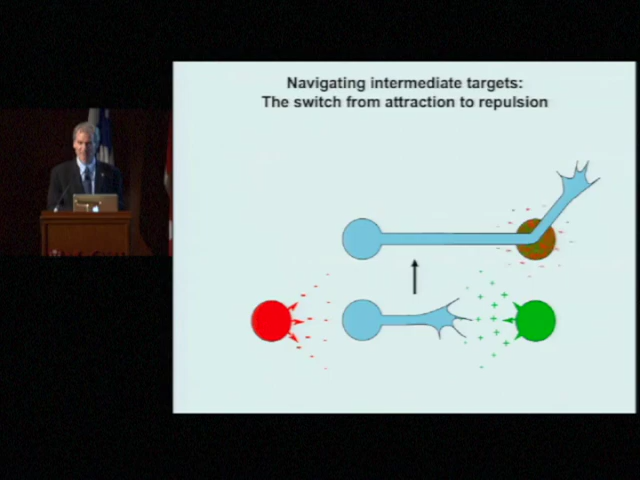 Navigating intermediate targets:
The switch from attraction to repulsion